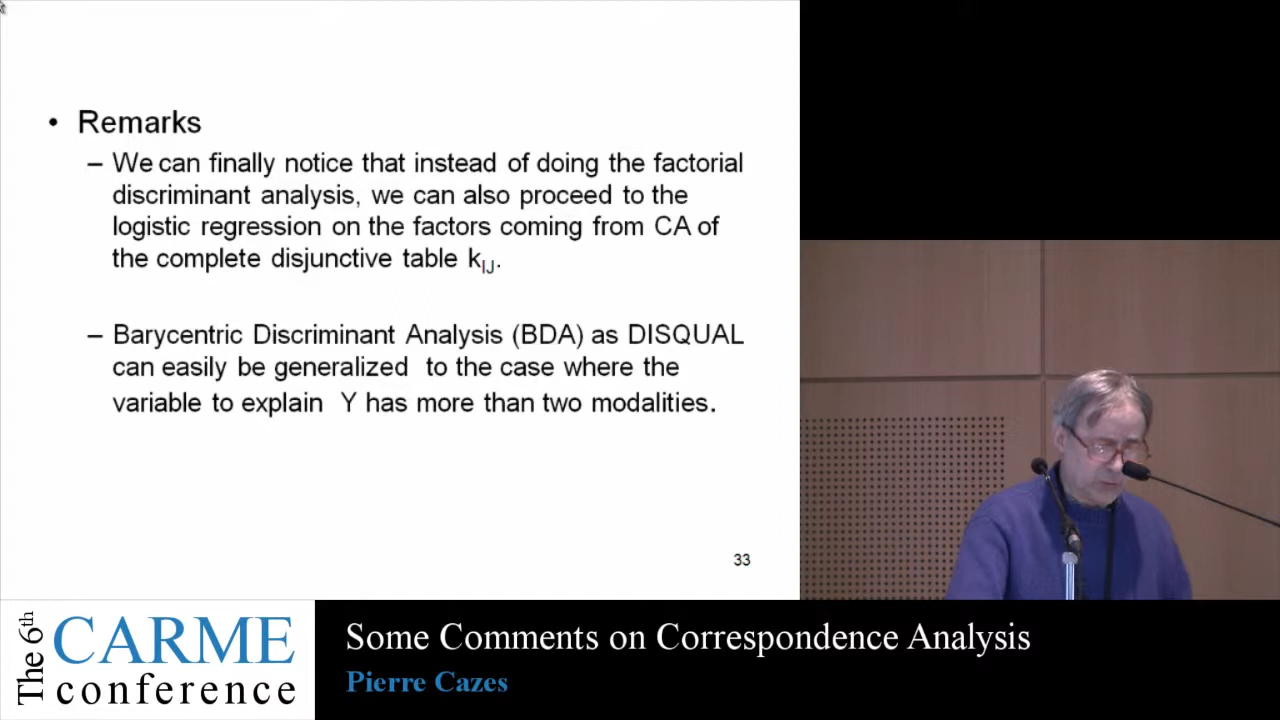 • Remarks
– We can finally notice that instead of doing the factorial
discriminant analysis, we can also proceed to the
logistic regression on the factors coming from CA of
the complete disjunctive table kIJ.
– Barycentric Discriminant Analysis (BDA) as DISQUAL
can easily be generalized to the case where the
variable to explain Y has more than two modalities.
33
The 6th
CARME
conference
Some Comments on Correspondence Analysis
Pierre Cazes